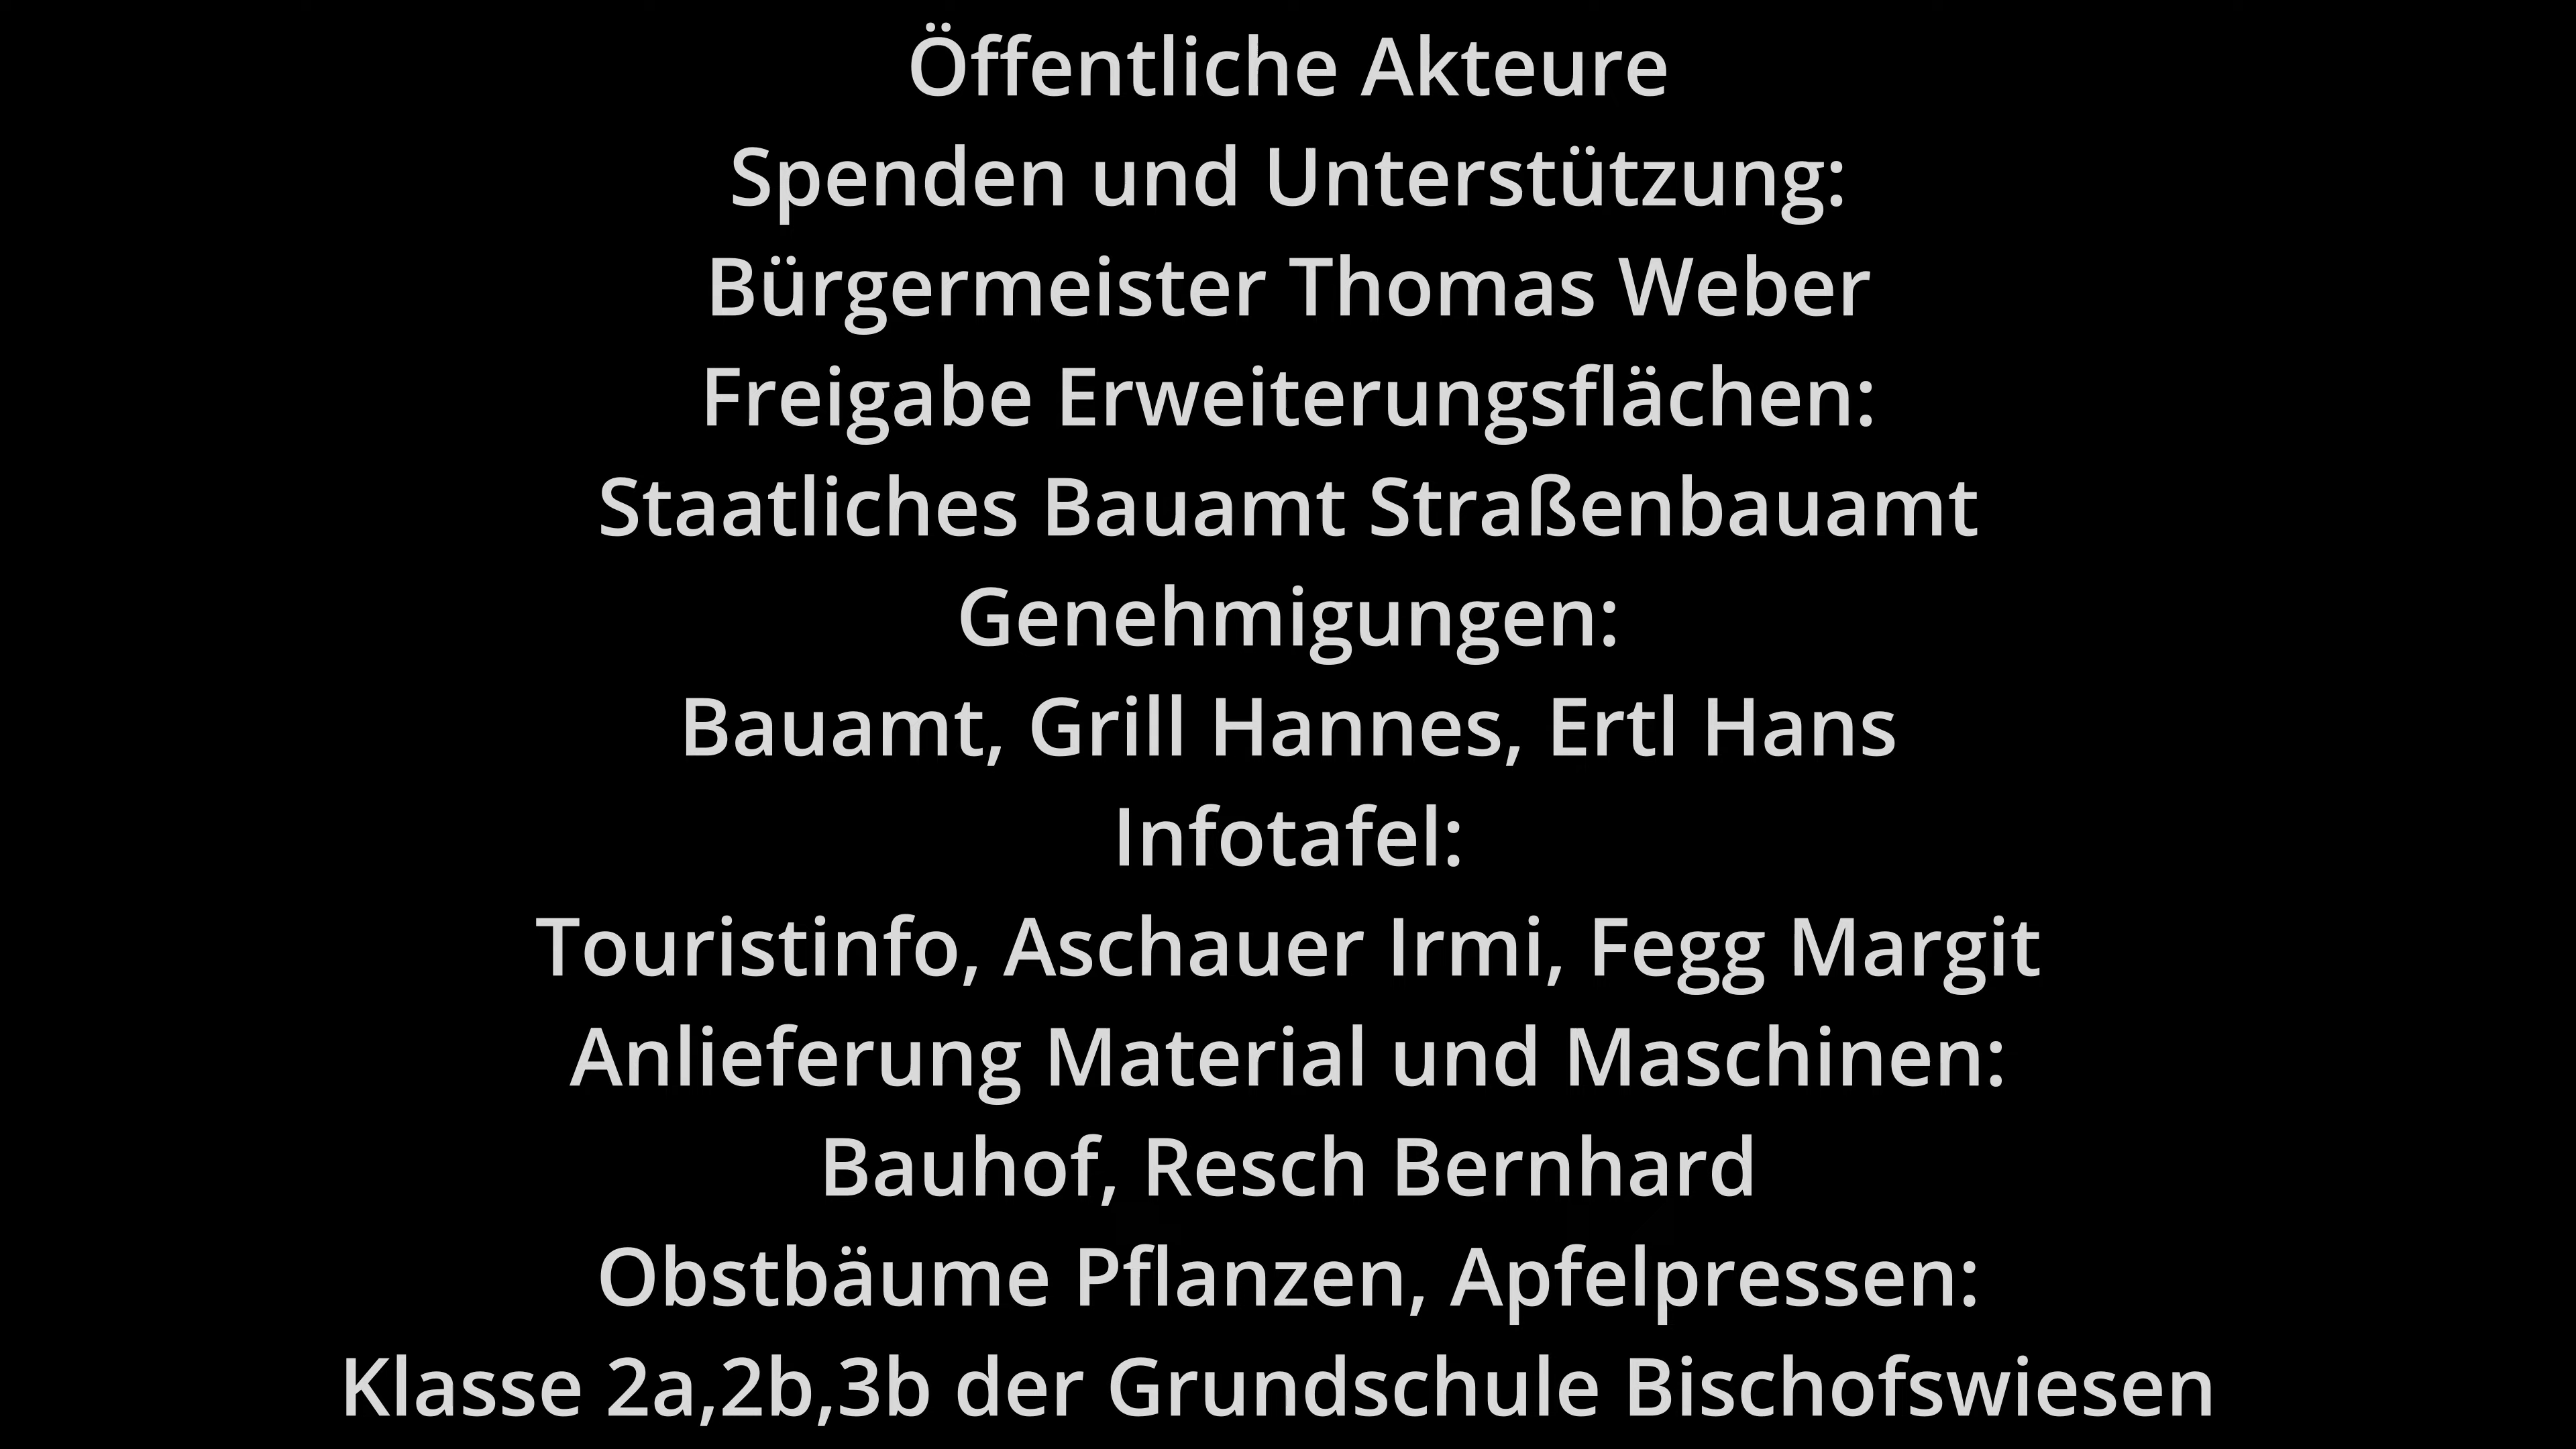 Öffentliche Akteure
Spenden und Unterstützung:
Bürgermeister Thomas Weber
Freigabe Erweiterungsflächen:
Staatliches Bauamt Straßenbauamt
Genehmigungen:
Bauamt, Grill Hannes, Ertl Hans
Infotafel:
Touristinfo, Aschauer Irmi, Fegg Margit
Anlieferung Material und Maschinen:
Bauhof, Resch Bernhard
Obstbäume Pflanzen, Apfelpressen:
Klasse 2a,2b,3b der Grundschule Bischofswiesen